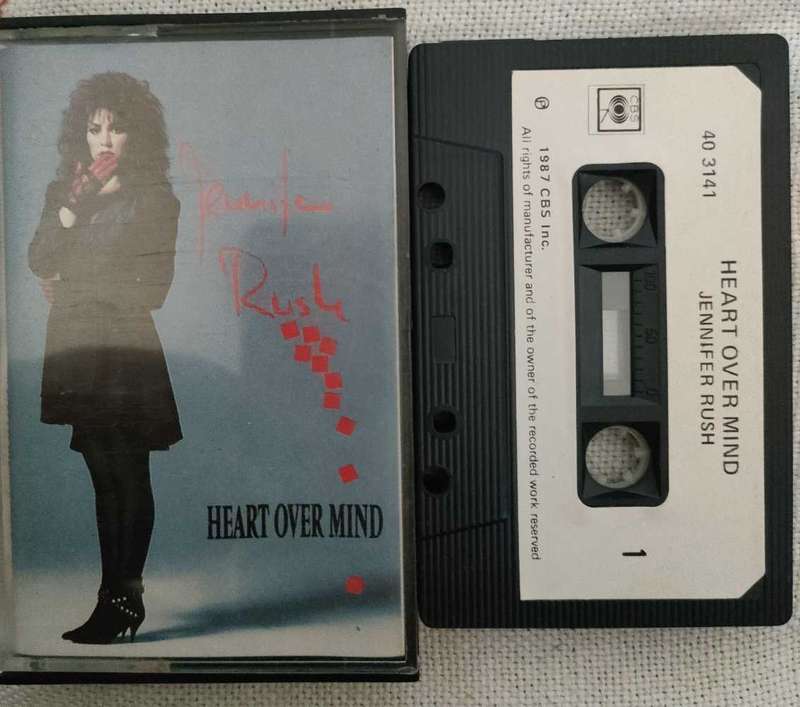 Jennifer
Rush
HEART OVER MIND
CBS
40 3141
HEART OVER MIND
JENNIFER RUSH
℗ 1987 CBS Inc.
All rights of manufacturer and of the owner of the recorded work reserved
1
100
50
0